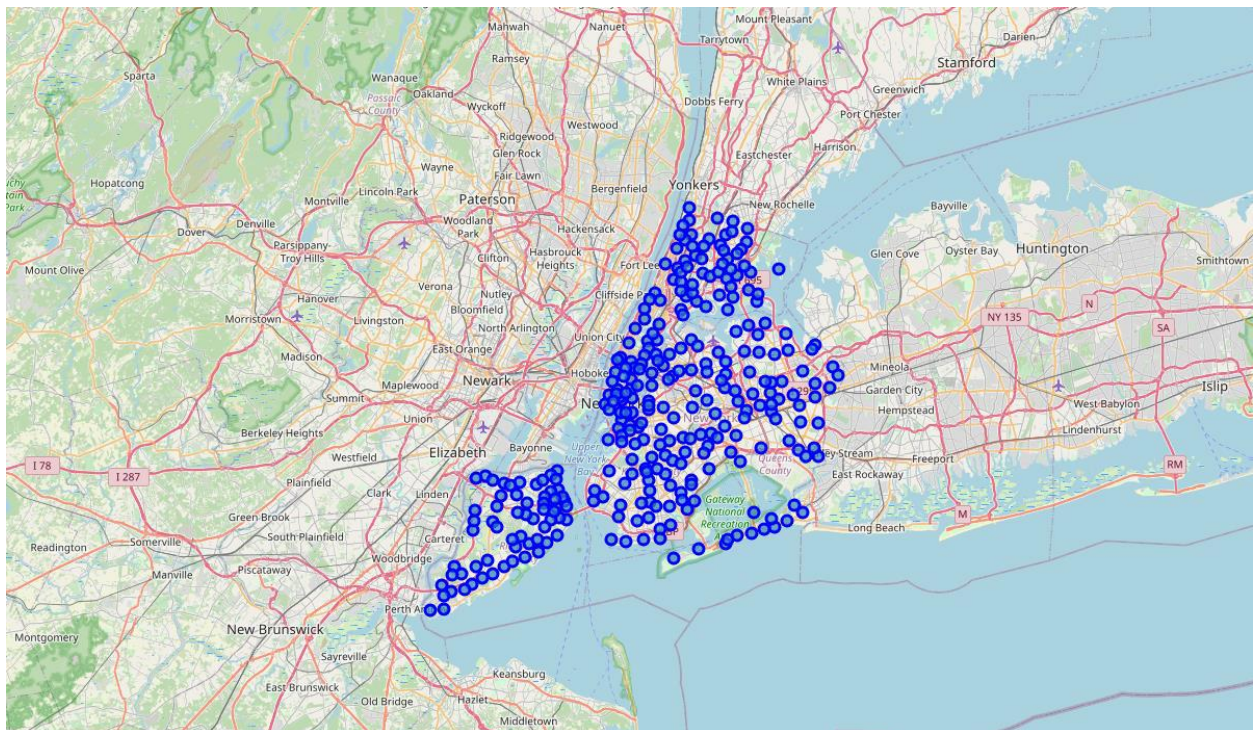 Mahwah
Nanuet
Mount Pleasant
Tarrytown
Darien
Stamford
Sparta
Ramsey
Wanaque
Oakland
White Plains
Greenwich
Passaic
County
Wyckoff
Dobbs Ferry
Port Chester
Westwood
Ridgewood
Glen Rock
Eastchester
Harrison
Fair Lawn
Wayne
Hopatcong
Lincoln Park
Paterson
Bergenfield
Yonkers
Montville
New Rochelle
Bayville
Denville
Dover
Woodland
Park
Hackensack
Huntington
Parsippany-
Troy Hills
Clifton
Hasbrouck
Heights
Fort Lee
Glen Cove
Oyster Bay
Smithtown
Mount Olive
Verona
Nutley
Cliffside
Hanover
Bloomfield
N
NY 135
SA
Morristown
Livingston
North Arlington
Union City
East Orange
Madison
Mineola
Newark
Hoboke
Maplewood
Garden City
Islip
Summit
Union
Hempstead
West Babylon
Berkeley Heights
Lindenhurst
Elizabeth
Bayonne
Upper
New York
Bay
Queens
County
Freeport
I 78
Westfield
East Rockaway
RM
I 287
Plainfield
Clark
Linden
Gateway
National
Recreation
M
Green Brook
Long Beach
South Plainfield
Carteret
Readington
Somerville
Woodbridge
Manville
Piscataway
Perth
New Brunswick
Montgomery
Sayreville
Keansburg
East Brunswick
Old Bridge
Hazlet
Middletown